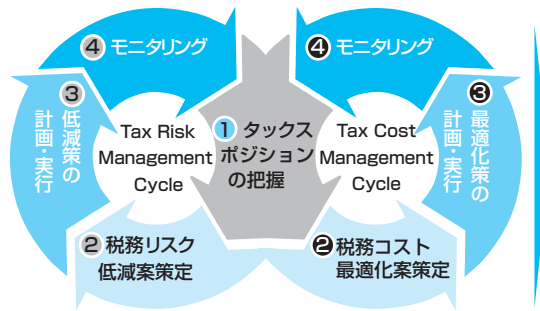 ④ モニタリング
④ モニタリング
③ 低減策の
計画・実行
Tax Risk
Management
Cycle
① タックス
ポジション
の把握
Tax Cost
Management
Cycle
③ 最適化策の
計画・実行
② 税務リスク
低減案策定
② 税務コスト
最適化案策定